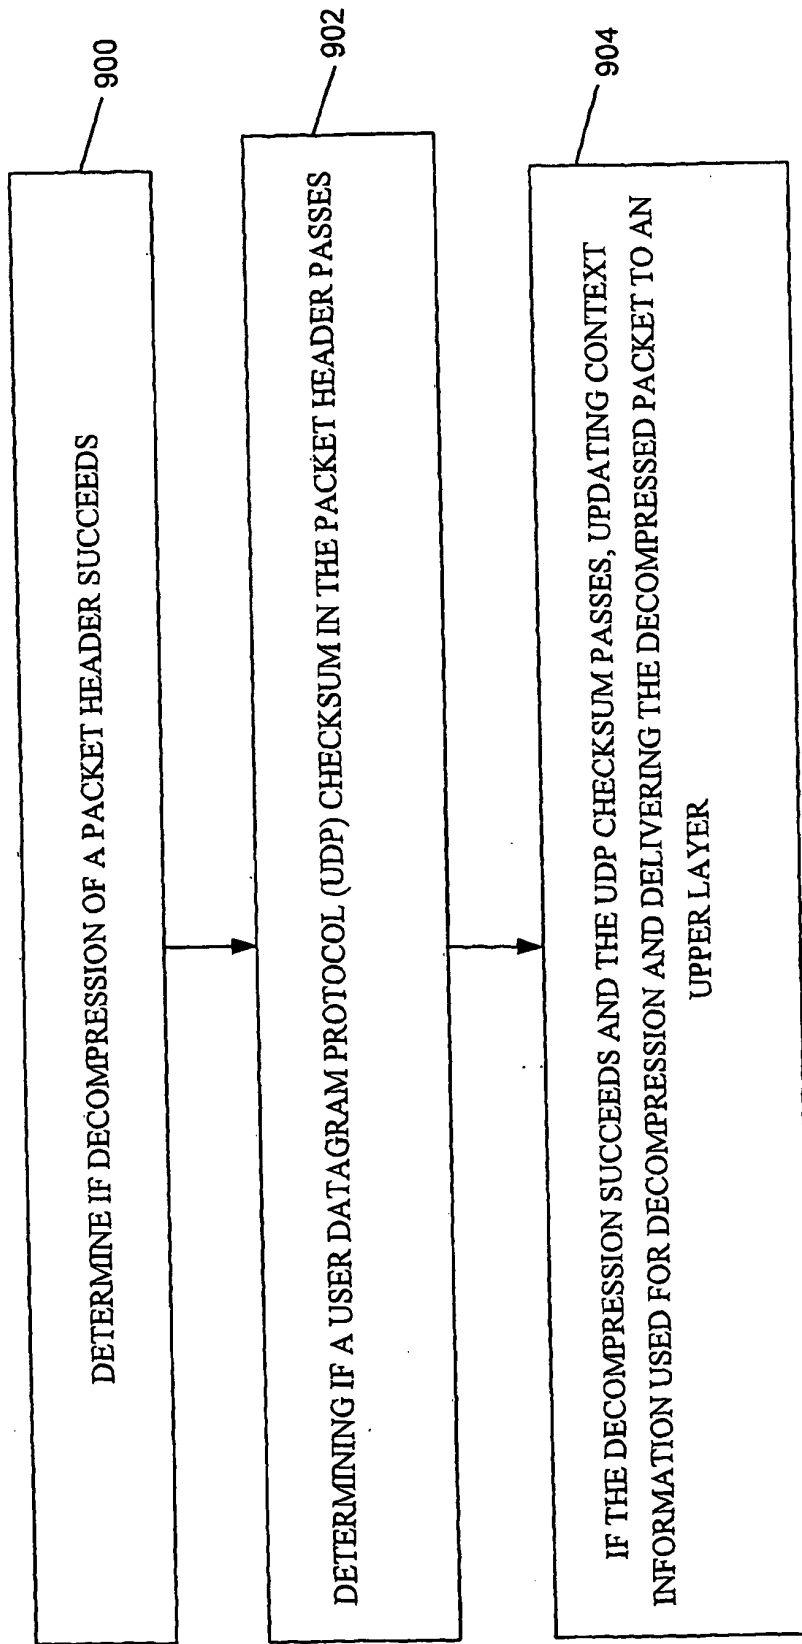 900
DETERMINE IF DECOMPRESSION OF A PACKET HEADER SUCCEEDS
902
DETERMINING IF A USER DATAGRAM PROTOCOL (UDP) CHECKSUM IN THE PACKET HEADER PASSES
904
IF THE DECOMPRESSION SUCCEEDS AND THE UDP CHECKSUM PASSES, UPDATING CONTEXT
INFORMATION USED FOR DECOMPRESSION AND DELIVERING THE DECOMPRESSED PACKET TO AN
UPPER LAYER